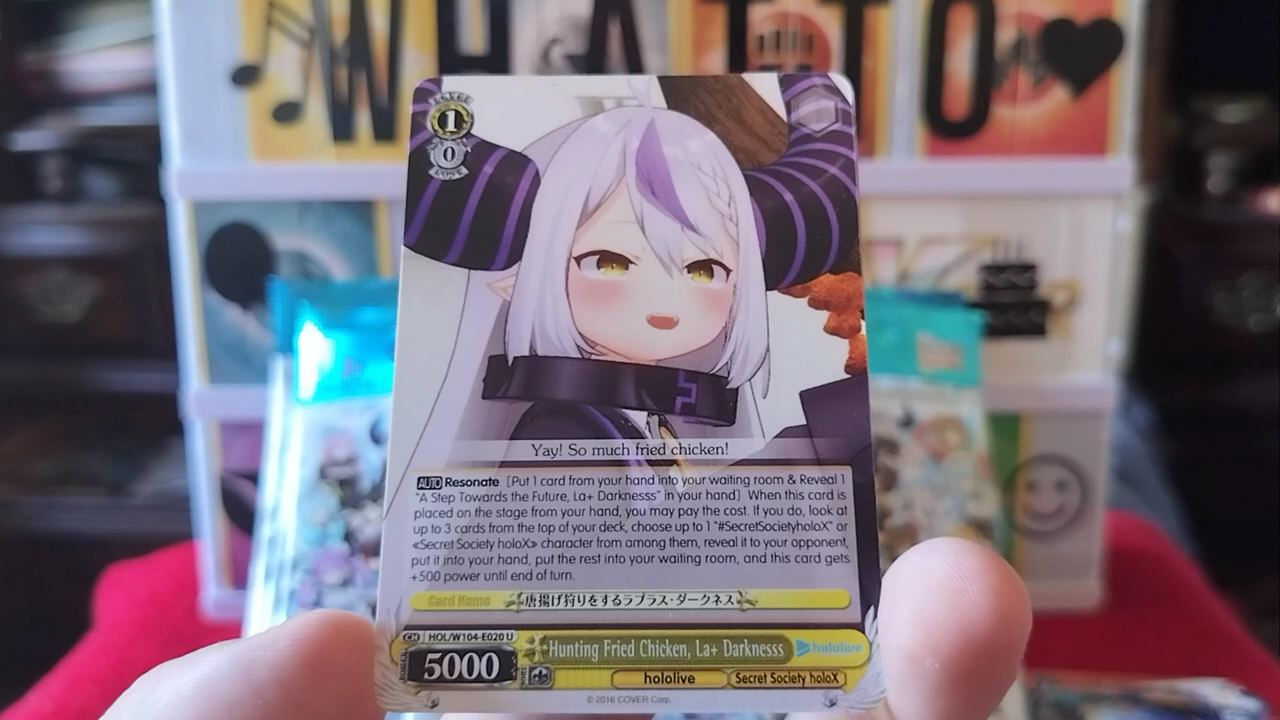 WHAT TO
LEVEL
1
0
COST
Yay! So much fried chicken!
AUTO Resonate [Put 1 card from your hand into your waiting room & Reveal 1
"A Step Towards the Future, La+ Darknesss" in your hand] When this card is
placed on the stage from your hand, you may pay the cost. If you do, look at
up to 3 cards from the top of your deck, choose up to 1 "#SecretSocietyholoX" or
«Secret Society holoX» character from among them, reveal it to your opponent,
put it into your hand, put the rest into your waiting room, and this card gets
+500 power until end of turn.
Card Name 唐揚げ狩りをするラプラス・ダークネス
CH HOL/W104-E020 U
5000
Hunting Fried Chicken, La+ Darknesss
hololive
hololive
Secret Society holoX
© 2016 COVER Corp.